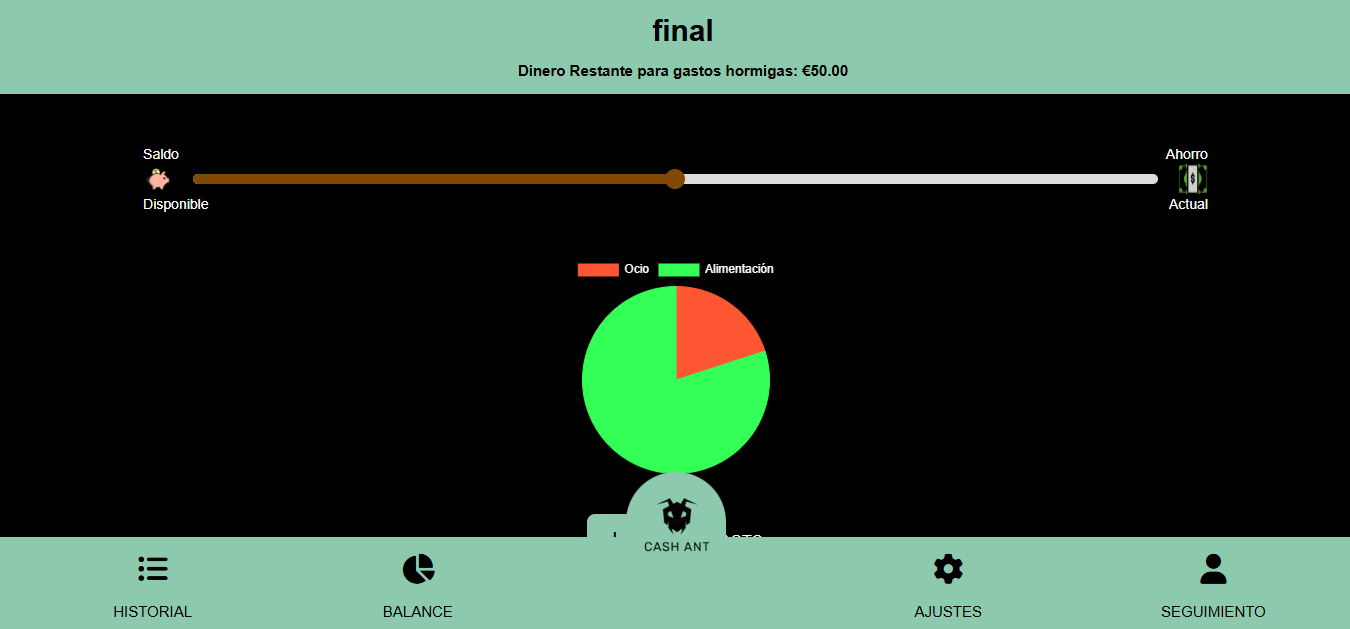 final
Dinero Restante para gastos hormigas: €50.00
Saldo
Ahorro
Disponible
Actual
Ocio
Alimentación
CASH ANT
HISTORIAL
BALANCE
AJUSTES
SEGUIMIENTO